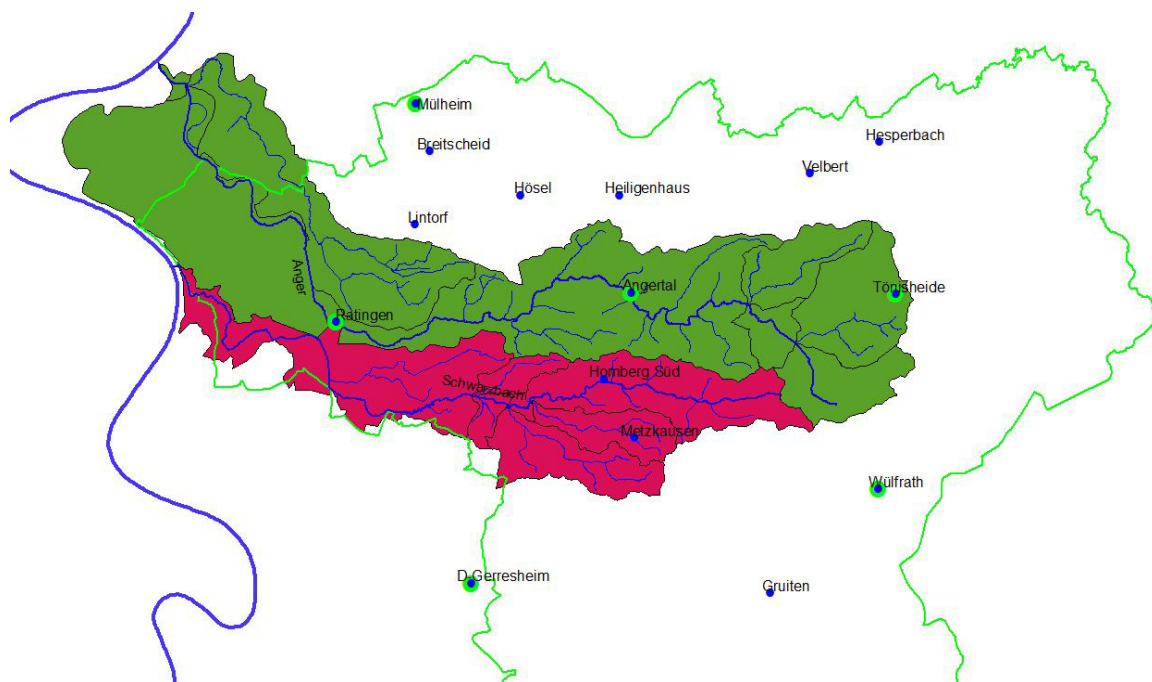 Mülheim
Hesperbach
Breitscheid
Velbert
Hösel
Heiligenhaus
Lintorf
Anger
Angertal
Tönisheide
Ratingen
Homberg Süd
Schwarzbach
Metzkausen
Wülfrath
D Gerresheim
Gruiten